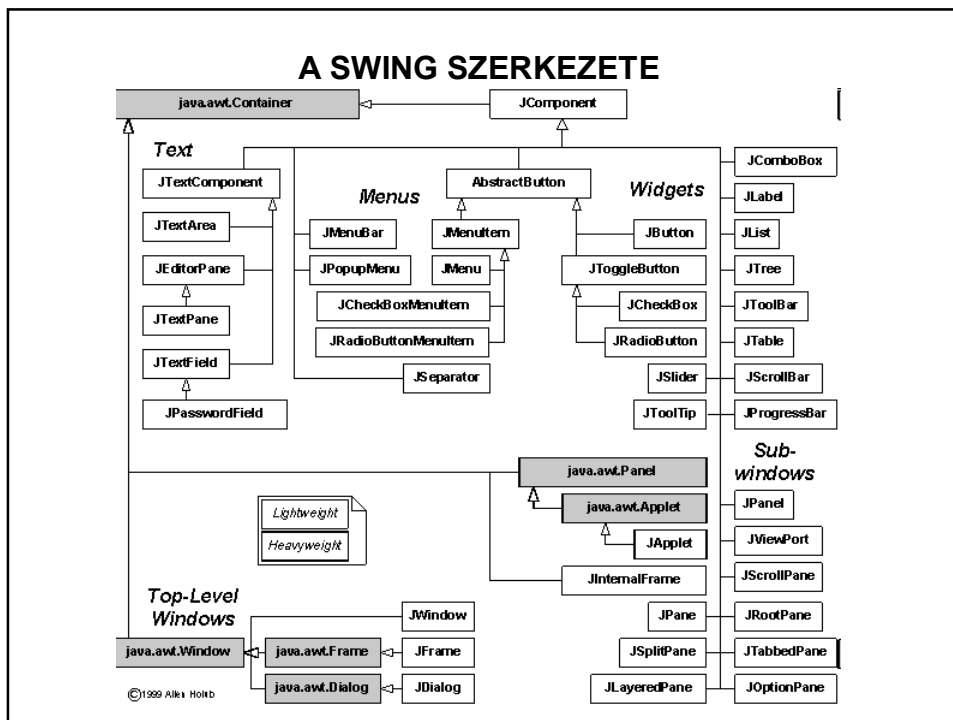 A SWING SZERKEZETE
java.awt.Container
JComponent
Text
JTextComponent
JTextArea
JEditorPane
JTextPane
JTextField
JPasswordField
Menus
JMenuBar
JPopupMenu
AbstractButton
JMenuItem
JMenu
JCheckBoxMenuItem
JRadioButtonMenuItem
JSeparator
Widgets
JButton
JToggleButton
JCheckBox
JRadioButton
JSlider
JToolTip
JComboBox
JLabel
JList
JTree
JToolBar
JTable
JScrollBar
JProgressBar
java.awt.Panel
java.awt.Applet
JApplet
JInternalFrame
Sub-
windows
JPanel
JViewPort
JScrollPane
JPane
JRootPane
JSplitPane
JTabbedPane
JLayeredPane
JOptionPane
Lightweight
Heavyweight
Top-Level
Windows
java.awt.Window
JWindow
java.awt.Frame
JFrame
java.awt.Dialog
JDialog
©1999 Allen Holub